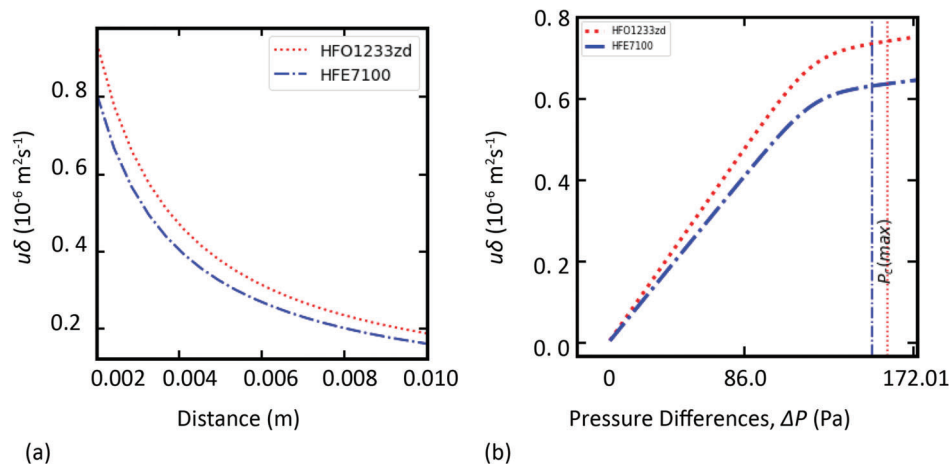 HFO1233zd
HFE7100
0.8
0.6
0.4
0.2
uδ (10⁻⁶ m²s⁻¹)
0.002 0.004 0.006 0.008 0.010
Distance (m)
(a)
HFO1233zd
HFE7100
0.8
0.6
0.4
0.2
0.0
uδ (10⁻⁶ m²s⁻¹)
P_c(max)
0 86.0 172.01
Pressure Differences, ΔP (Pa)
(b)